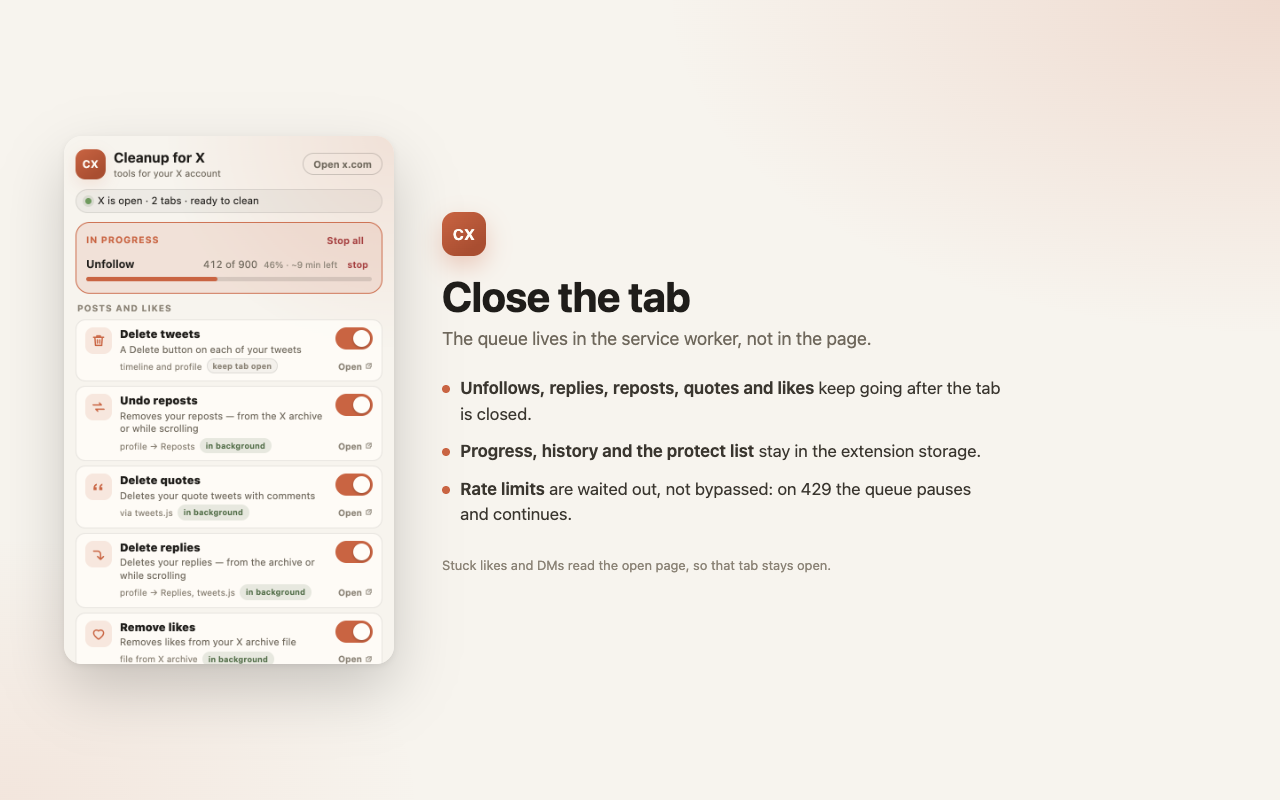 CX
Cleanup for X
tools for your X account
Open x.com
X is open · 2 tabs · ready to clean
IN PROGRESS
Stop all
Unfollow
412 of 900 46% · ~9 min left stop
POSTS AND LIKES
Delete tweets
A Delete button on each of your tweets
timeline and profile keep tab open
Open
Undo reposts
Removes your reposts — from the X archive
or while scrolling
profile → Reposts in background
Open
Delete quotes
Deletes your quote tweets with comments
via tweets.js in background
Open
Delete replies
Deletes your replies — from the archive or
while scrolling
profile → Replies, tweets.js in background
Open
Remove likes
Removes likes from your X archive file
file from X archive in background
Open
CX
Close the tab
The queue lives in the service worker, not in the page.
Unfollows, replies, reposts, quotes and likes keep going after the tab
is closed.
Progress, history and the protect list stay in the extension storage.
Rate limits are waited out, not bypassed: on 429 the queue pauses
and continues.
Stuck likes and DMs read the open page, so that tab stays open.